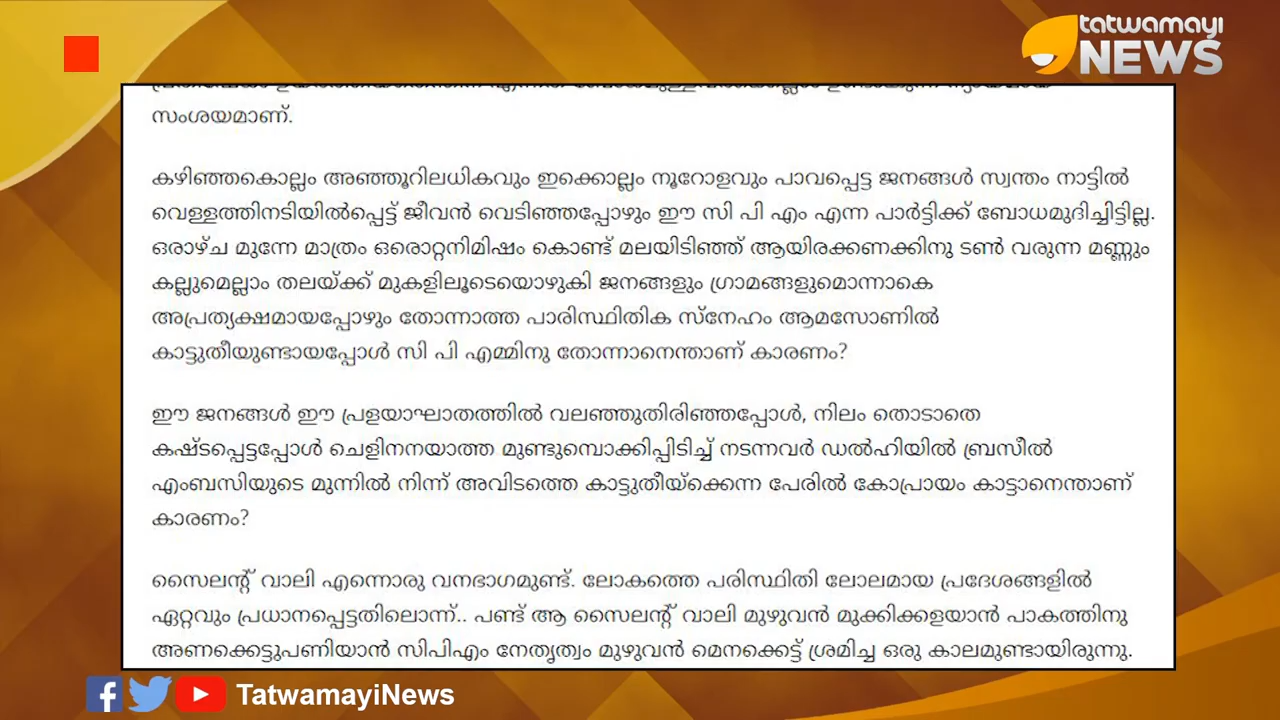 tatwamayi
NEWS
സംശയമാണ്.
കഴിഞ്ഞകൊല്ലം അഞ്ഞൂറിലധികവും ഇക്കൊല്ലം നൂറോളവും പാവപ്പെട്ട ജനങ്ങൾ സ്വന്തം നാട്ടിൽ
വെള്ളത്തിനടിയിൽപ്പെട്ട് ജീവൻ വെടിഞ്ഞപ്പോഴും ഈ സി പി എം എന്ന പാർട്ടിക്ക് ബോധമുദിച്ചിട്ടില്ല.
ഒരാഴ്ച മുന്നേ മാത്രം ഒരൊറ്റനിമിഷം കൊണ്ട് മലയിടിഞ്ഞ് ആയിരക്കണക്കിനു ടൺ വരുന്ന മണ്ണും
കല്ലുമെല്ലാം തലയ്ക്ക് മുകളിലൂടെയൊഴുകി ജനങ്ങളും ഗ്രാമങ്ങളുമൊന്നാകെ
അപ്രത്യക്ഷമായപ്പോഴും തോന്നാത്ത പാരിസ്ഥിതിക സ്നേഹം ആമസോണിൽ
കാട്ടുതീയുണ്ടായപ്പോൾ സി പി എമ്മിനു തോന്നാനെന്താണ് കാരണം?
ഈ ജനങ്ങൾ ഈ പ്രളയാഘാതത്തിൽ വലഞ്ഞുതിരിഞ്ഞപ്പോൾ, നിലം തൊടാതെ
കഷ്ടപ്പെട്ടപ്പോൾ ചെളിനനയാത്ത മുണ്ടുമ്പൊക്കിപ്പിടിച്ച് നടന്നവർ ഡൽഹിയിൽ ബ്രസീൽ
എംബസിയുടെ മുന്നിൽ നിന്ന് അവിടത്തെ കാട്ടുതീയ്ക്കെന്ന പേരിൽ കോപ്രായം കാട്ടാനെന്താണ്
കാരണം?
സൈലന്റ് വാലി എന്നൊരു വനഭാഗമുണ്ട്. ലോകത്തെ പരിസ്ഥിതി ലോലമായ പ്രദേശങ്ങളിൽ
ഏറ്റവും പ്രധാനപ്പെട്ടതിലൊന്ന്.. പണ്ട് ആ സൈലന്റ് വാലി മുഴുവൻ മുക്കിക്കളയാൻ പാകത്തിനു
അണക്കെട്ടുപണിയാൻ സിപിഎം നേതൃത്വം മുഴുവൻ മെനക്കെട്ട് ശ്രമിച്ച ഒരു കാലമുണ്ടായിരുന്നു.
TatwamayiNews